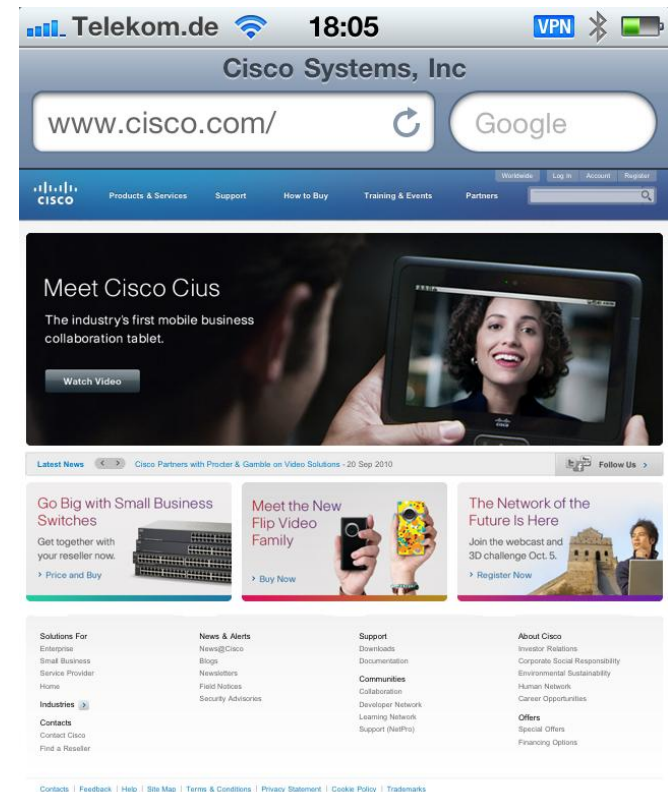 Telekom.de 18:05 VPN
Cisco Systems, Inc
www.cisco.com/ Google
Worldwide Log In Account Register
CISCO Products & Services Support How to Buy Training & Events Partners
Meet Cisco Cius
The industry's first mobile business
collaboration tablet.
Watch Video
cisco
Latest News < > Cisco Partners with Procter & Gamble on Video Solutions - 20 Sep 2010 Follow Us >
Go Big with Small Business
Switches
Get together with
your reseller now.
> Price and Buy
Meet the New
Flip Video
Family
> Buy Now
The Network of the
Future Is Here
Join the webcast and
3D challenge Oct. 5.
> Register Now
Solutions For
Enterprise
Small Business
Service Provider
Home
Industries >
Contacts
Contact Cisco
Find a Reseller
News & Alerts
News@Cisco
Blogs
Newsletters
Field Notices
Security Advisories
Support
Downloads
Documentation
Communities
Collaboration
Developer Network
Learning Network
Support (NetPro)
About Cisco
Investor Relations
Corporate Social Responsibility
Environmental Sustainability
Human Network
Career Opportunities
Offers
Special Offers
Financing Options
Contacts | Feedback | Help | Site Map | Terms & Conditions | Privacy Statement | Cookie Policy | Trademarks